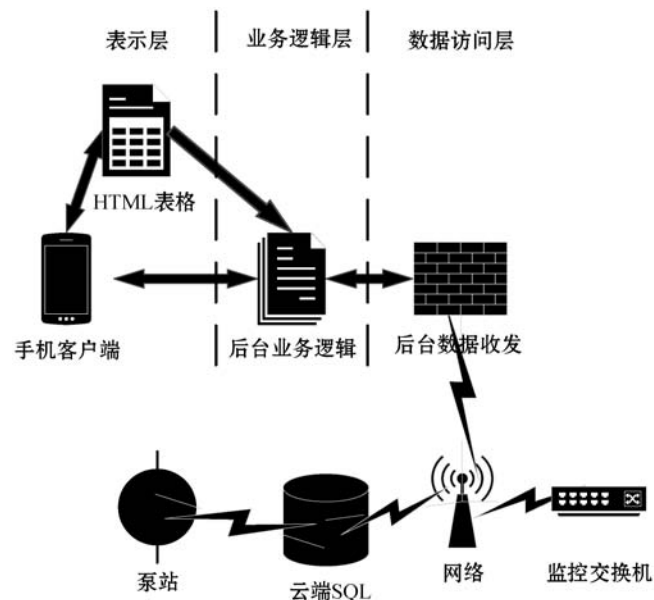 表示层
业务逻辑层
数据访问层
HTML表格
手机客户端
后台业务逻辑
后台数据收发
泵站
云端SQL
网络
监控交换机